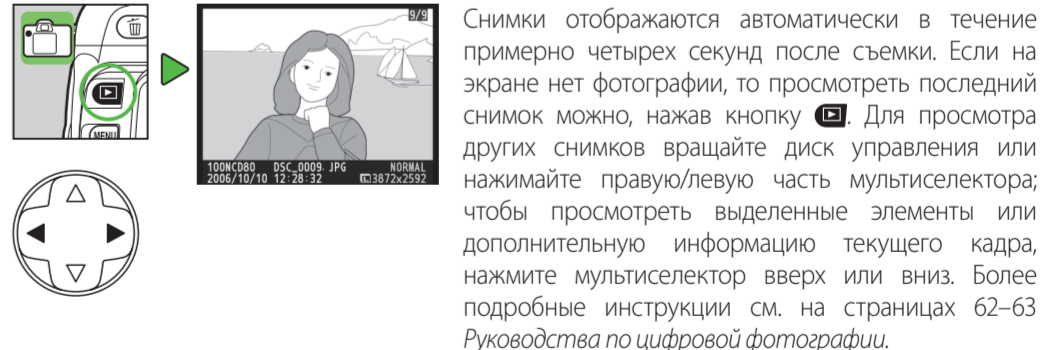 MENU
9/9
100NCD80 DSC_0009. JPG NORMAL
2006/10/10 12:28:32 3872x2592
Снимки отображаются автоматически в течение
примерно четырех секунд после съемки. Если на
экране нет фотографии, то просмотреть последний
снимок можно, нажав кнопку . Для просмотра
других снимков вращайте диск управления или
нажимайте правую/левую часть мультиселектора;
чтобы просмотреть выделенные элементы или
дополнительную информацию текущего кадра,
нажмите мультиселектор вверх или вниз. Более
подробные инструкции см. на страницах 62–63
Руководства по цифровой фотографии.